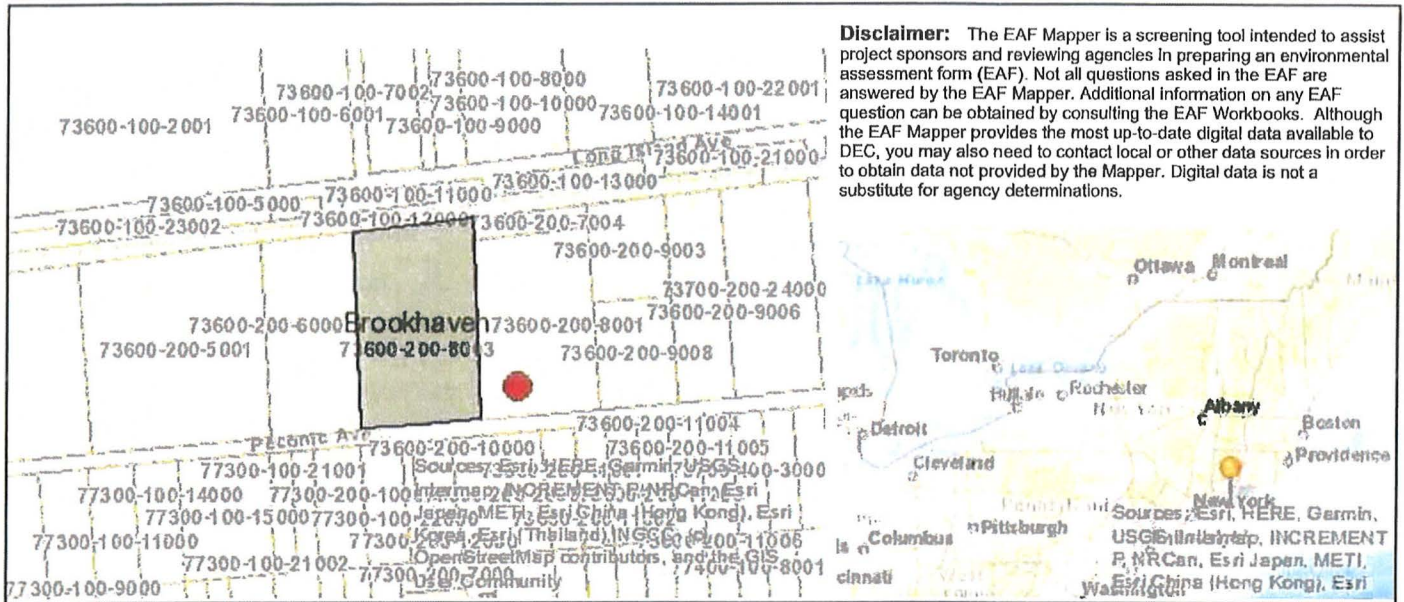 Disclaimer: The EAF Mapper is a screening tool intended to assist
project sponsors and reviewing agencies in preparing an environmental
assessment form (EAF). Not all questions asked in the EAF are
answered by the EAF Mapper. Additional information on any EAF
question can be obtained by consulting the EAF Workbooks. Although
the EAF Mapper provides the most up-to-date digital data available to
DEC, you may also need to contact local or other data sources in order
to obtain data not provided by the Mapper. Digital data is not a
substitute for agency determinations.
73600-100-8000
73600-100-7002
73600-100-22001
73600-100-10000
73600-100-6001
73600-100-14001
73600-100-2001
73600-100-9000
Long Island Ave
73600-100-21000
73600-100-13000
73600-100-11000
73600-100-5000
73600-100-12000
73600-200-7004
73600-100-23002
73600-200-9003
73700-200-24000
73600-200-9006
73600-200-6000
Brookhaven
73600-200-8001
73600-200-5001
73600-200-8003
73600-200-9008
73600-200-11004
Peconic Ave
73600-200-10000
73600-200-11005
77300-100-21001
77300-100-14000
77300-100-15000
77300-100-11000
77300-100-21002
77300-100-9000
Sources: Esri, HERE, Garmin, USGS,
Intermap, INCREMENT P, NRCan, Esri
Japan, METI, Esri China (Hong Kong), Esri
Korea, Esri (Thailand), NGCC, (c)
OpenStreetMap contributors, and the GIS
User Community
Ottawa
Montreal
Toronto
Rochester
Albany
Detroit
Boston
Cleveland
Providence
New York
Pittsburgh
Columbus
cinnati
Washington
Sources: Esri, HERE, Garmin,
USGS, Intermap, INCREMENT
P, NRCan, Esri Japan, METI,
Esri China (Hong Kong), Esri